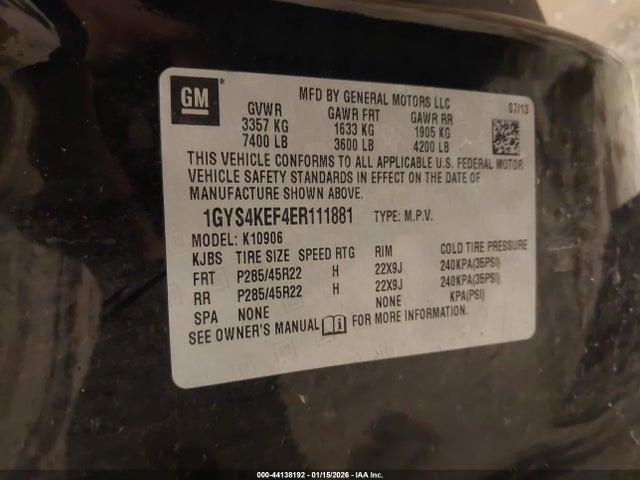 GM ®
MFD BY GENERAL MOTORS LLC 07/13
GVWR GAWR FRT GAWR RR
3357 KG 1633 KG 1905 KG
7400 LB 3600 LB 4200 LB
THIS VEHICLE CONFORMS TO ALL APPLICABLE U.S. FEDERAL MOTOR
VEHICLE SAFETY STANDARDS IN EFFECT ON THE DATE OF
MANUFACTURE SHOWN ABOVE.
1GYS4KEF4ER111881 TYPE: M.P.V.
MODEL: K10906
KJBS TIRE SIZE SPEED RTG RIM COLD TIRE PRESSURE
FRT P285/45R22 H 22X9J 240KPA(35PSI)
RR P285/45R22 H 22X9J 240KPA(35PSI)
SPA NONE NONE KPA(PSI)
SEE OWNER'S MANUAL i FOR MORE INFORMATION.
000-44138192 - 01/15/2026 - IAA Inc.